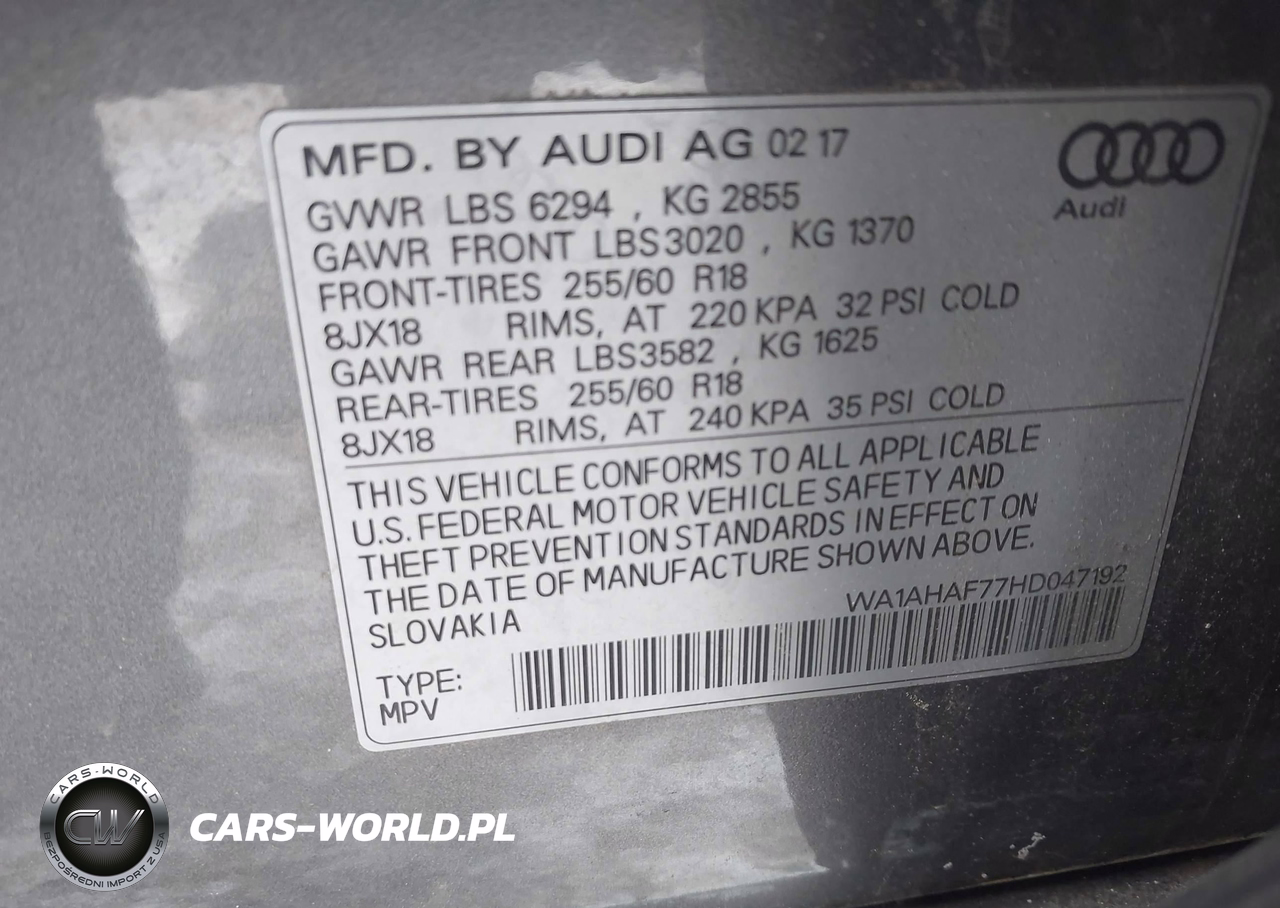 MFD. BY AUDI AG 02 17
Audi
GVWR LBS 6294 , KG 2855
GAWR FRONT LBS3020 , KG 1370
FRONT-TIRES 255/60 R18
8JX18 RIMS, AT 220 KPA 32 PSI COLD
GAWR REAR LBS3582 , KG 1625
REAR-TIRES 255/60 R18
8JX18 RIMS, AT 240 KPA 35 PSI COLD
THIS VEHICLE CONFORMS TO ALL APPLICABLE
U.S. FEDERAL MOTOR VEHICLE SAFETY AND
THEFT PREVENTION STANDARDS IN EFFECT ON
THE DATE OF MANUFACTURE SHOWN ABOVE.
SLOVAKIA
WA1AHAF77HD047192
TYPE:
MPV
CARS-WORLD
CW
BEZPOŚREDNI IMPORT Z USA
CARS-WORLD.PL